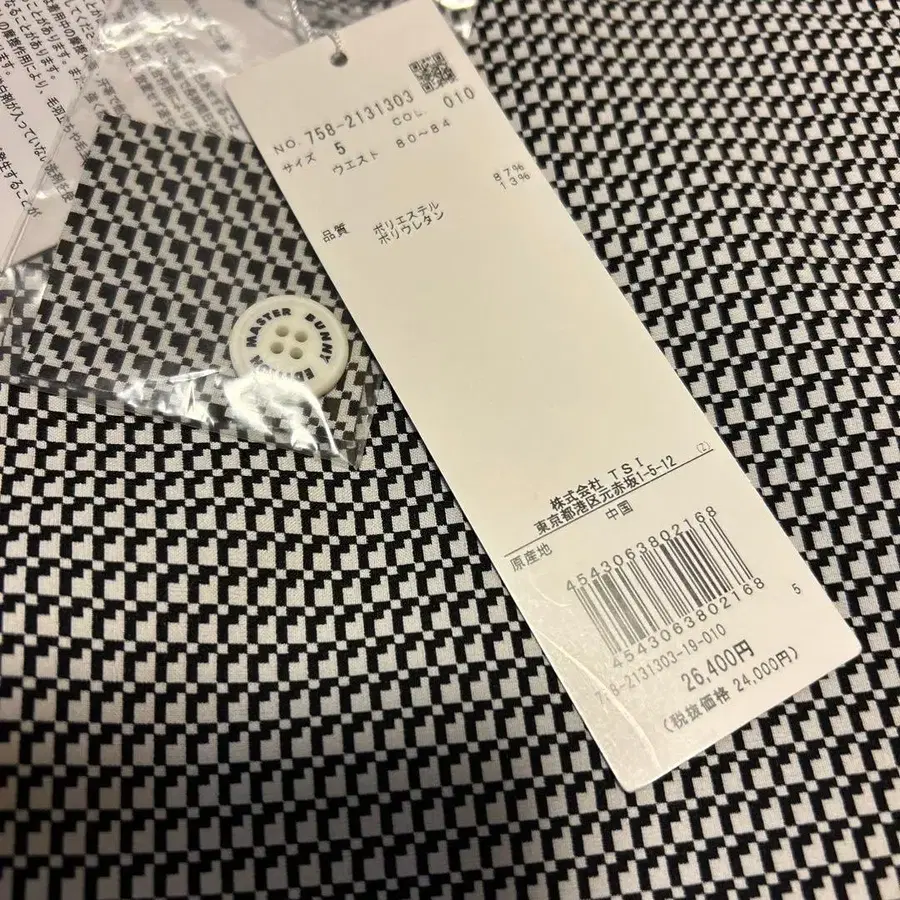 NO. 758-2131303
サイズ 5 COL. 010
ウエスト 80~84
品質 ポリエステル 87%
ポリウレタン 13%
株式会社 TSI
東京都港区元赤坂1-5-12 (2)
原産地 中国
4543063802168
4543063802168 5
758-2131303-19-010
26,400円
(税抜価格 24,000円)
MASTER BUNNY EDITION